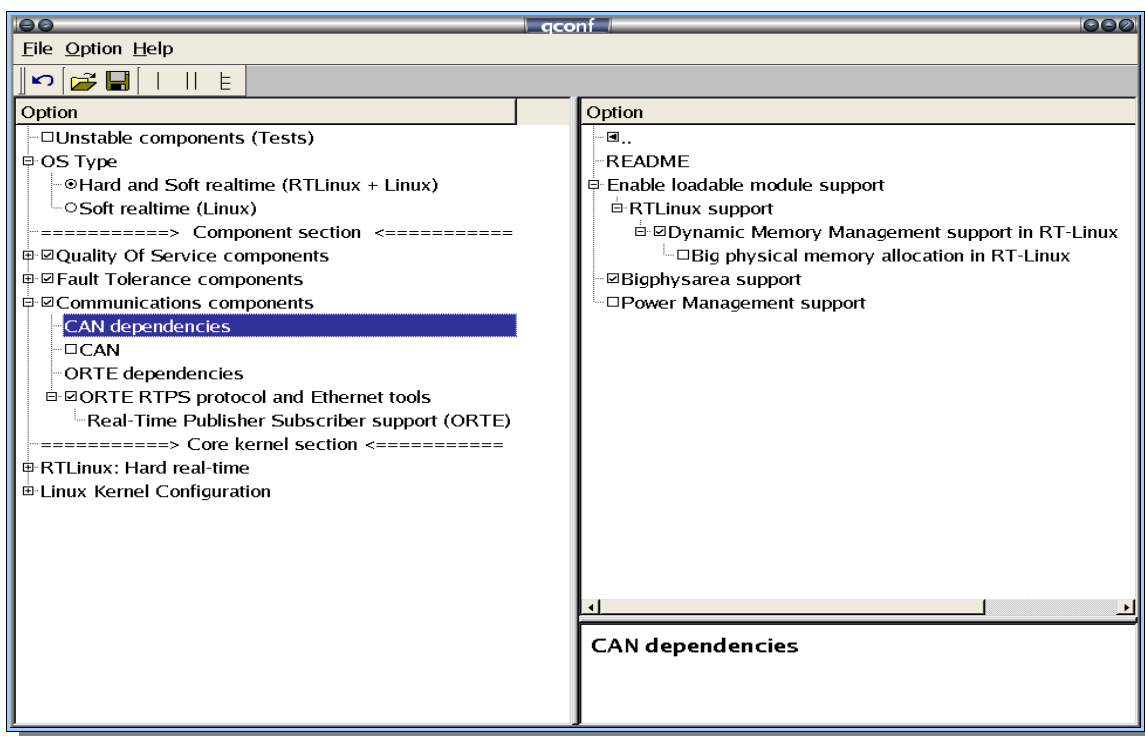 qconf
File Option Help
Option
Unstable components (Tests)
OS Type
Hard and Soft realtime (RTLinux + Linux)
Soft realtime (Linux)
===========> Component section <===========
Quality Of Service components
Fault Tolerance components
Communications components
CAN dependencies
CAN
ORTE dependencies
ORTE RTPS protocol and Ethernet tools
Real-Time Publisher Subscriber support (ORTE)
===========> Core kernel section <===========
RTLinux: Hard real-time
Linux Kernel Configuration
Option
..
README
Enable loadable module support
RTLinux support
Dynamic Memory Management support in RT-Linux
Big physical memory allocation in RT-Linux
Bigphysarea support
Power Management support
CAN dependencies